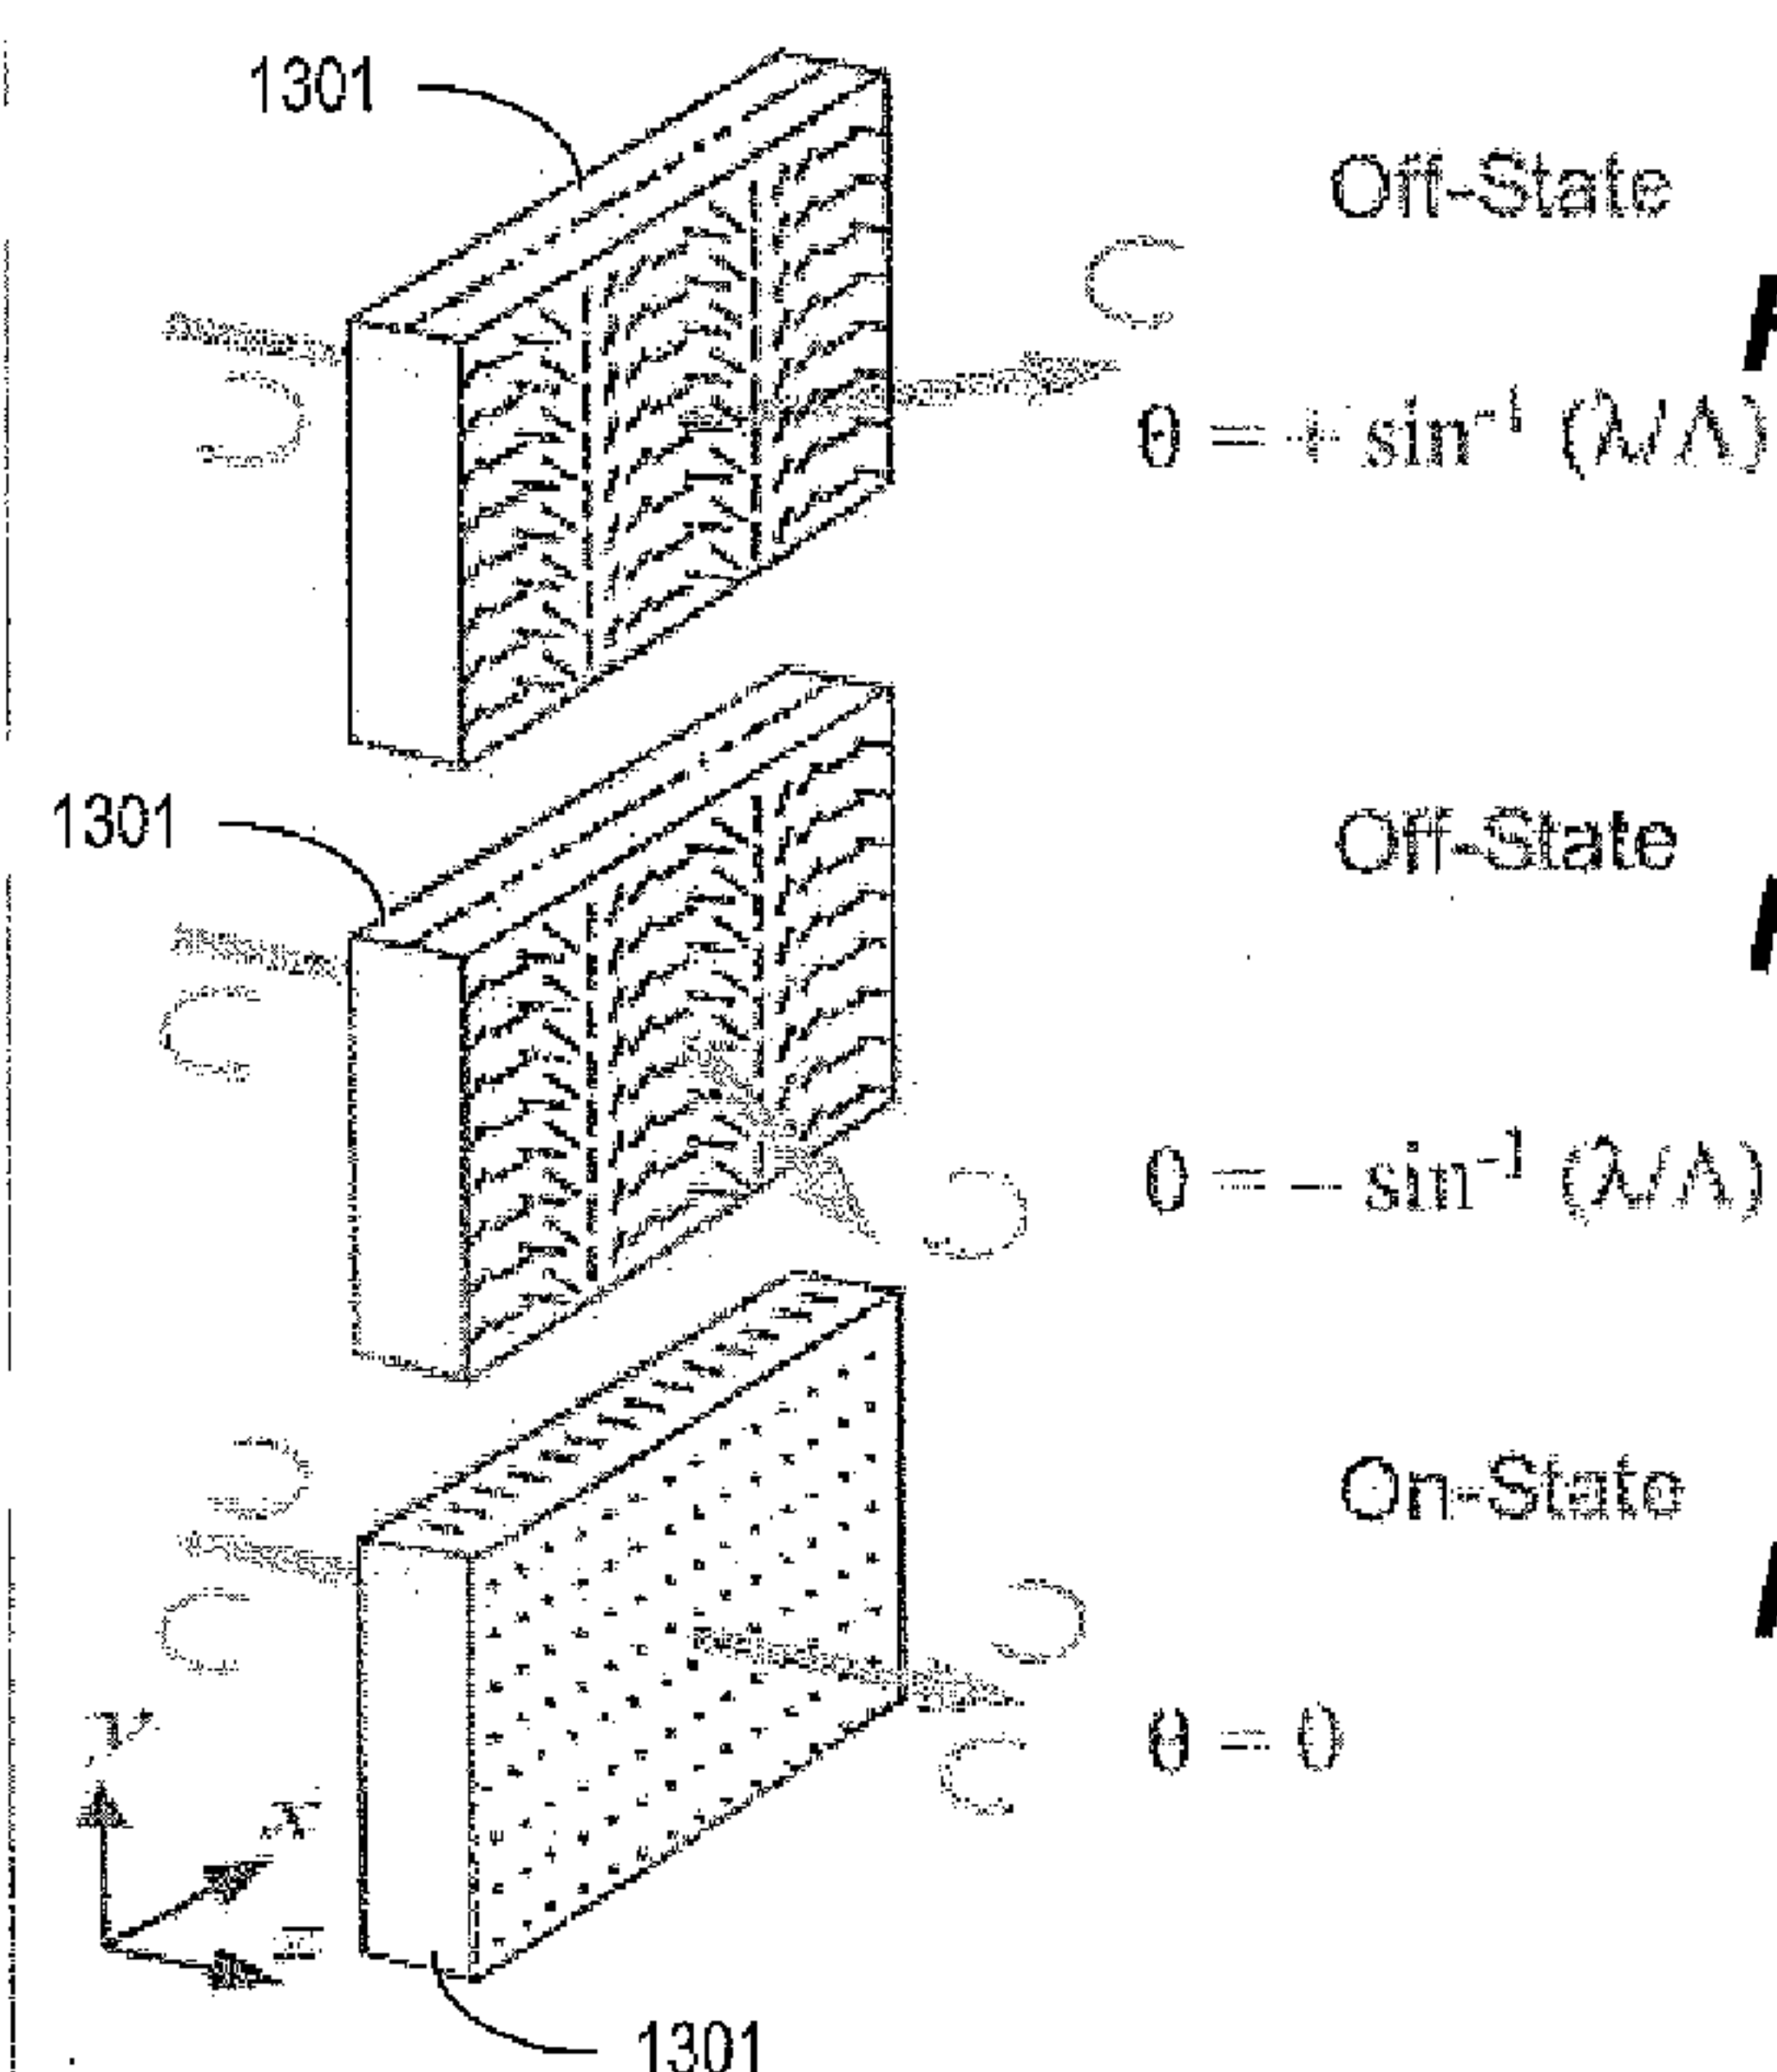 1301
Off-State
θ = + sin⁻¹ (λ/Λ)
1301
Off-State
θ = − sin⁻¹ (λ/Λ)
On-State
θ = 0
y
x
z
1301